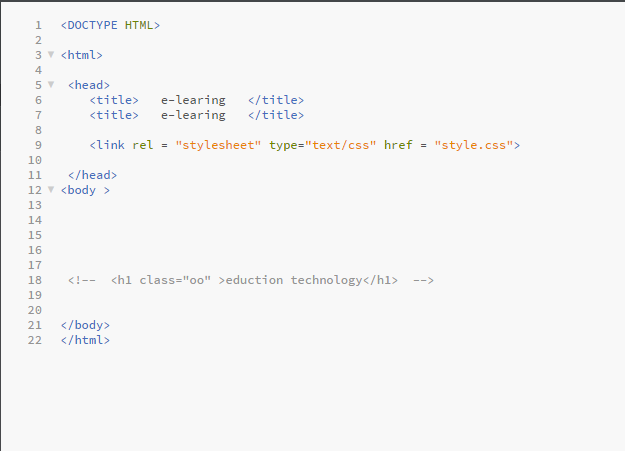 1 <DOCTYPE HTML>
2
3 <html>
4
5 <head>
6 <title>   e-learing   </title>
7 <title>   e-learing   </title>
8
9 <link rel = "stylesheet" type="text/css" href = "style.css">
10
11 </head>
12 <body >
13
14
15
16
17
18 <!--  <h1 class="oo" >eduction technology</h1>  -->
19
20
21 </body>
22 </html>